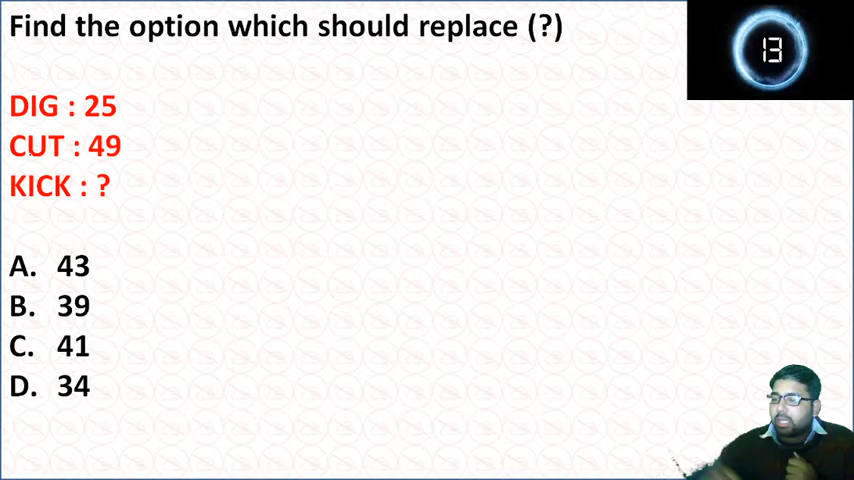 Find the option which should replace (?)
13
DIG : 25
CUT : 49
KICK : ?
A. 43
B. 39
C. 41
D. 34